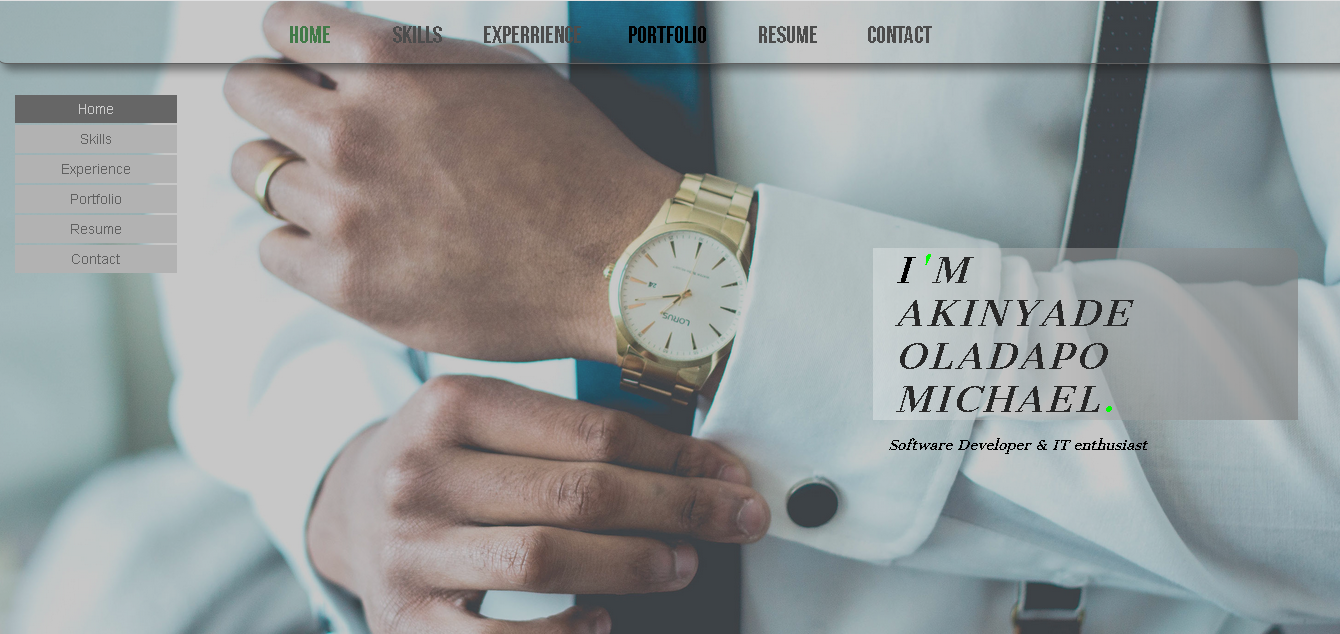 HOME SKILLS EXPERRIENCE PORTFOLIO RESUME CONTACT
Home
Skills
Experience
Portfolio
Resume
Contact
I'M
AKINYADE
OLADAPO
MICHAEL.
Software Developer & IT enthusiast
LORUS